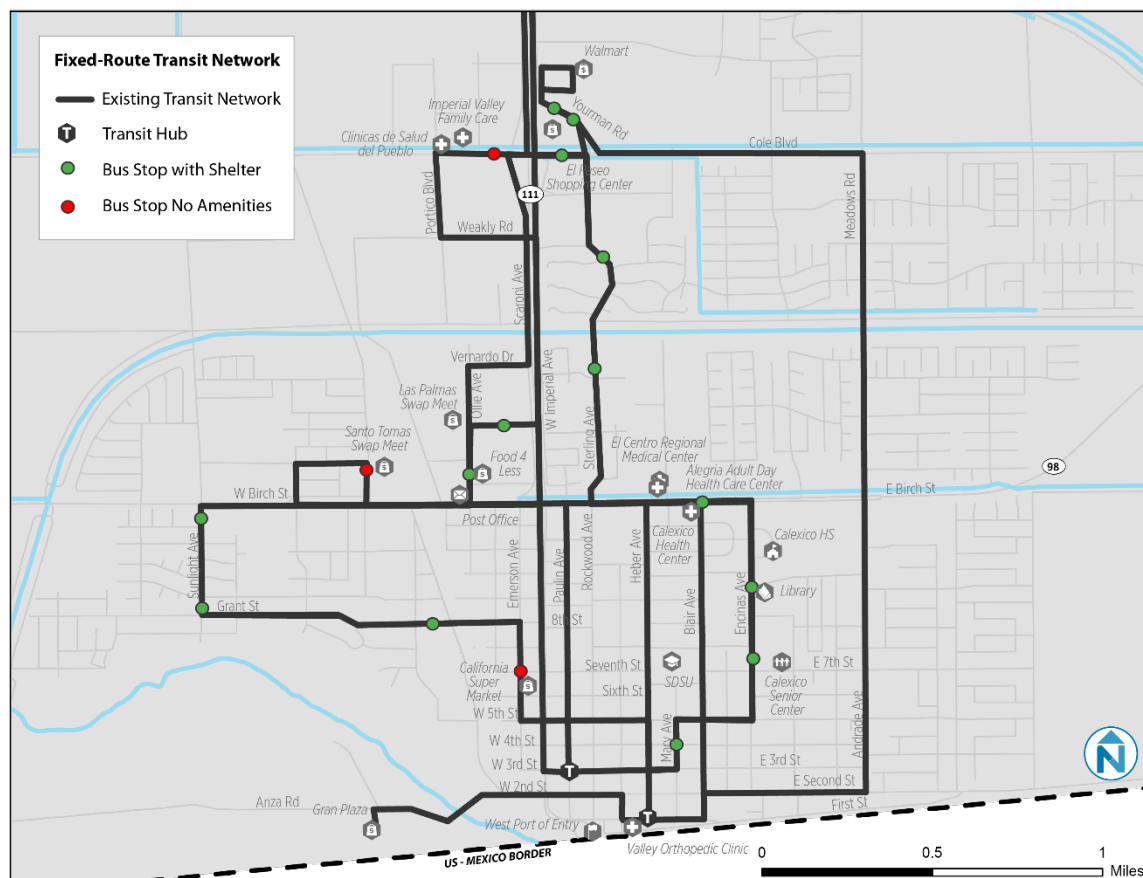 Fixed-Route Transit Network
Existing Transit Network
T
Transit Hub
Bus Stop with Shelter
Bus Stop No Amenities
Walmart
Yourman Rd
Imperial Valley
Family Care
Clínicas de Salud
del Pueblo
Cole Blvd
El Paseo
Shopping Center
111
Portico Blvd
Weakly Rd
Meadows Rd
Scaroni Ave
Vernardo Dr
Ollie Ave
W Imperial Ave
Las Palmas
Swap Meet
Santo Tomas
Swap Meet
Food 4
Less
Sterling Ave
El Centro Regional
Medical Center
Alegria Adult Day
Health Care Center
98
W Birch St
E Birch St
Post Office
Calexico
Health
Center
Calexico HS
Sunlight Ave
Emerson Ave
Paulin Ave
Rockwood Ave
Heber Ave
Blair Ave
Encinas Ave
Library
Grant St
8th St
California
Super
Market
Seventh St
SDSU
E 7th St
Sixth St
Calexico
Senior
Center
W 5th St
Mary Ave
Andrade Ave
W 4th St
W 3rd St
T
E 3rd St
W 2nd St
E Second St
Anza Rd
Gran Plaza
First St
T
West Port of Entry
Valley Orthopedic Clinic
US - MEXICO BORDER
N
0 0.5 1
Miles